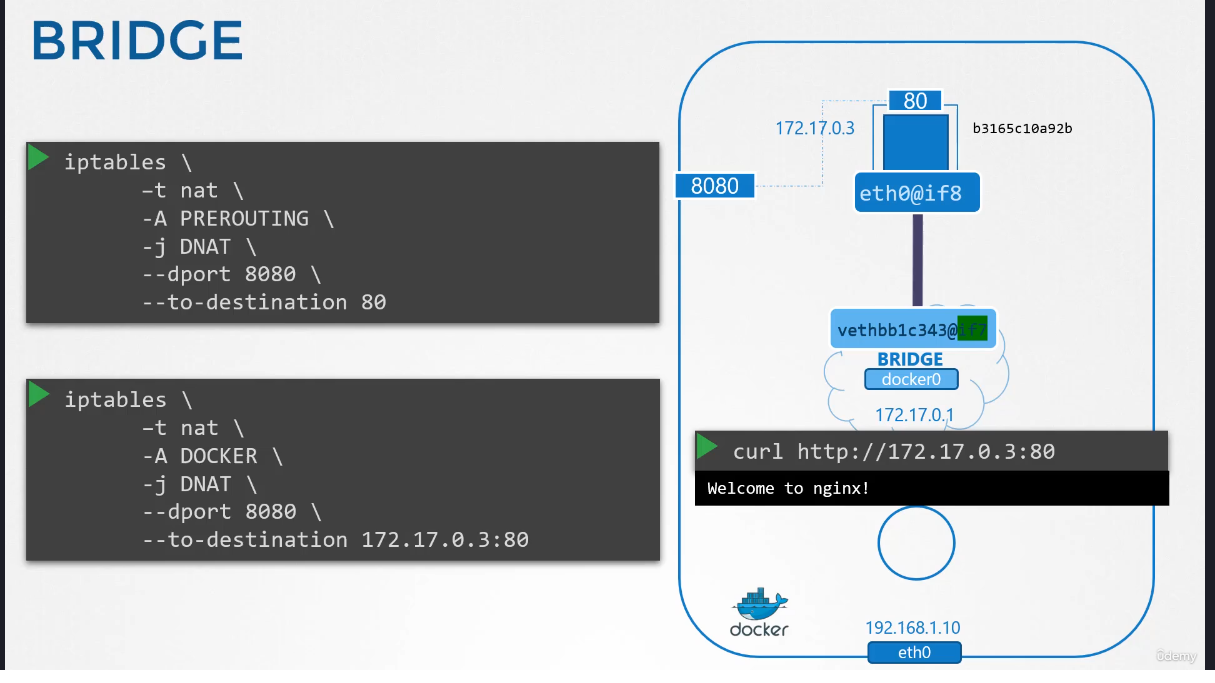 BRIDGE
iptables \
–t nat \
-A PREROUTING \
-j DNAT \
--dport 8080 \
--to-destination 80
iptables \
–t nat \
-A DOCKER \
-j DNAT \
--dport 8080 \
--to-destination 172.17.0.3:80
80
172.17.0.3
b3165c10a92b
8080
eth0@if8
vethbb1c343@if7
BRIDGE
docker0
172.17.0.1
curl http://172.17.0.3:80
Welcome to nginx!
docker
192.168.1.10
eth0
ûdemy